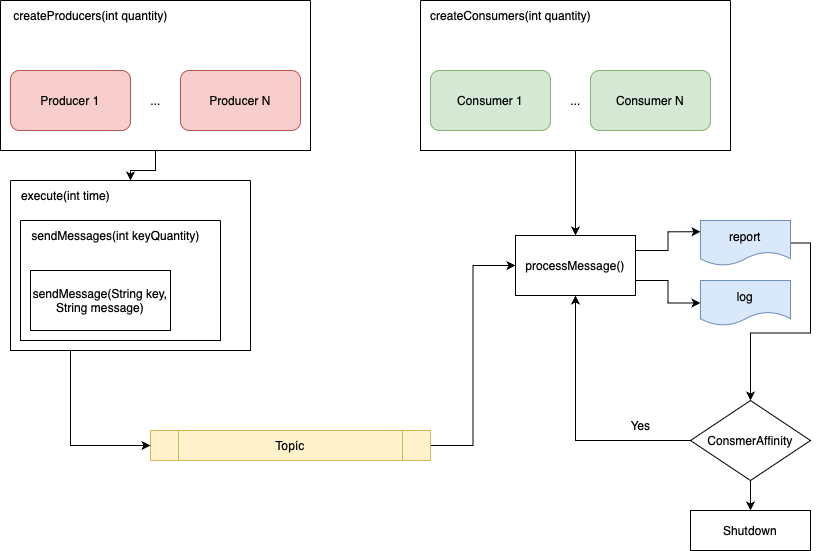 createProducers(int quantity)
createConsumers(int quantity)
Producer 1
...
Producer N
Consumer 1
...
Consumer N
execute(int time)
sendMessages(int keyQuantity)
sendMessage(String key,
String message)
processMessage()
report
log
Topic
Yes
ConsmerAffinity
Shutdown